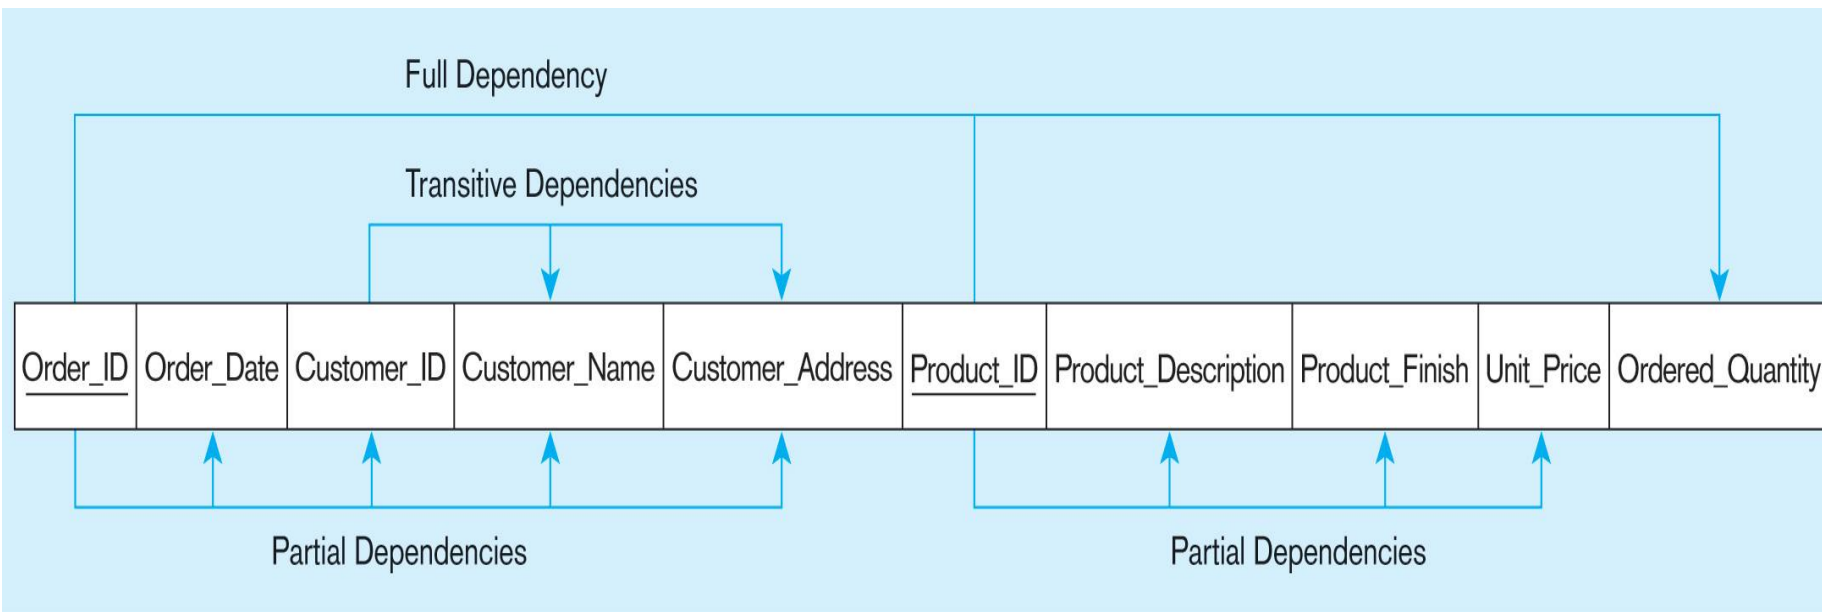 Full Dependency
Transitive Dependencies
Order_ID Order_Date Customer_ID Customer_Name Customer_Address Product_ID Product_Description Product_Finish Unit_Price Ordered_Quantity
Partial Dependencies Partial Dependencies